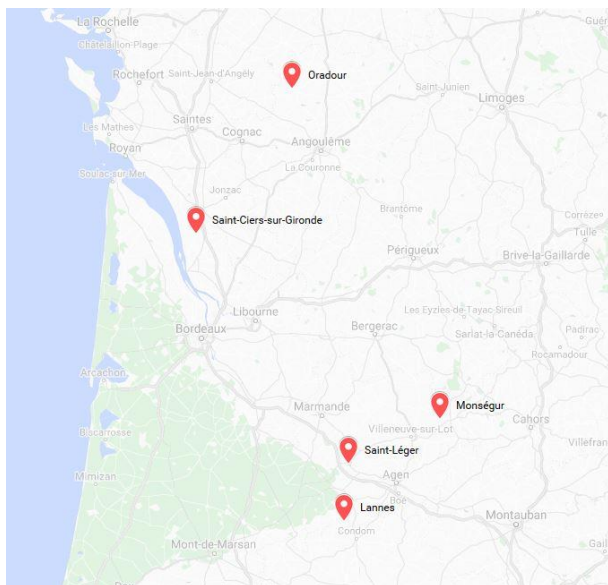 La Rochelle
Guér
Châtelaillon-Plage
Oradour
Rochefort
Saint-Jean-d'Angély
Saint-Junien
Limoges
Les Mathes
Saintes
Cognac
Royan
Angoulême
La Couronne
Soulac-sur-Mer
Jonzac
Brantôme
Saint-Ciers-sur-Gironde
Corrèze
Tulle
Périgueux
Brive-la-Gaillarde
Libourne
Les Eyzies-de-Tayac-Sireuil
Bordeaux
Bergerac
Sarlat-la-Canéda
Padirac
Rocamadour
Arcachon
Marmande
Monségur
Biscarrosse
Villeneuve-sur-Lot
Cahors
Villefran
Saint-Léger
Mimizan
Agen
Boé
Lannes
Condom
Montauban
Mont-de-Marsan
Gail